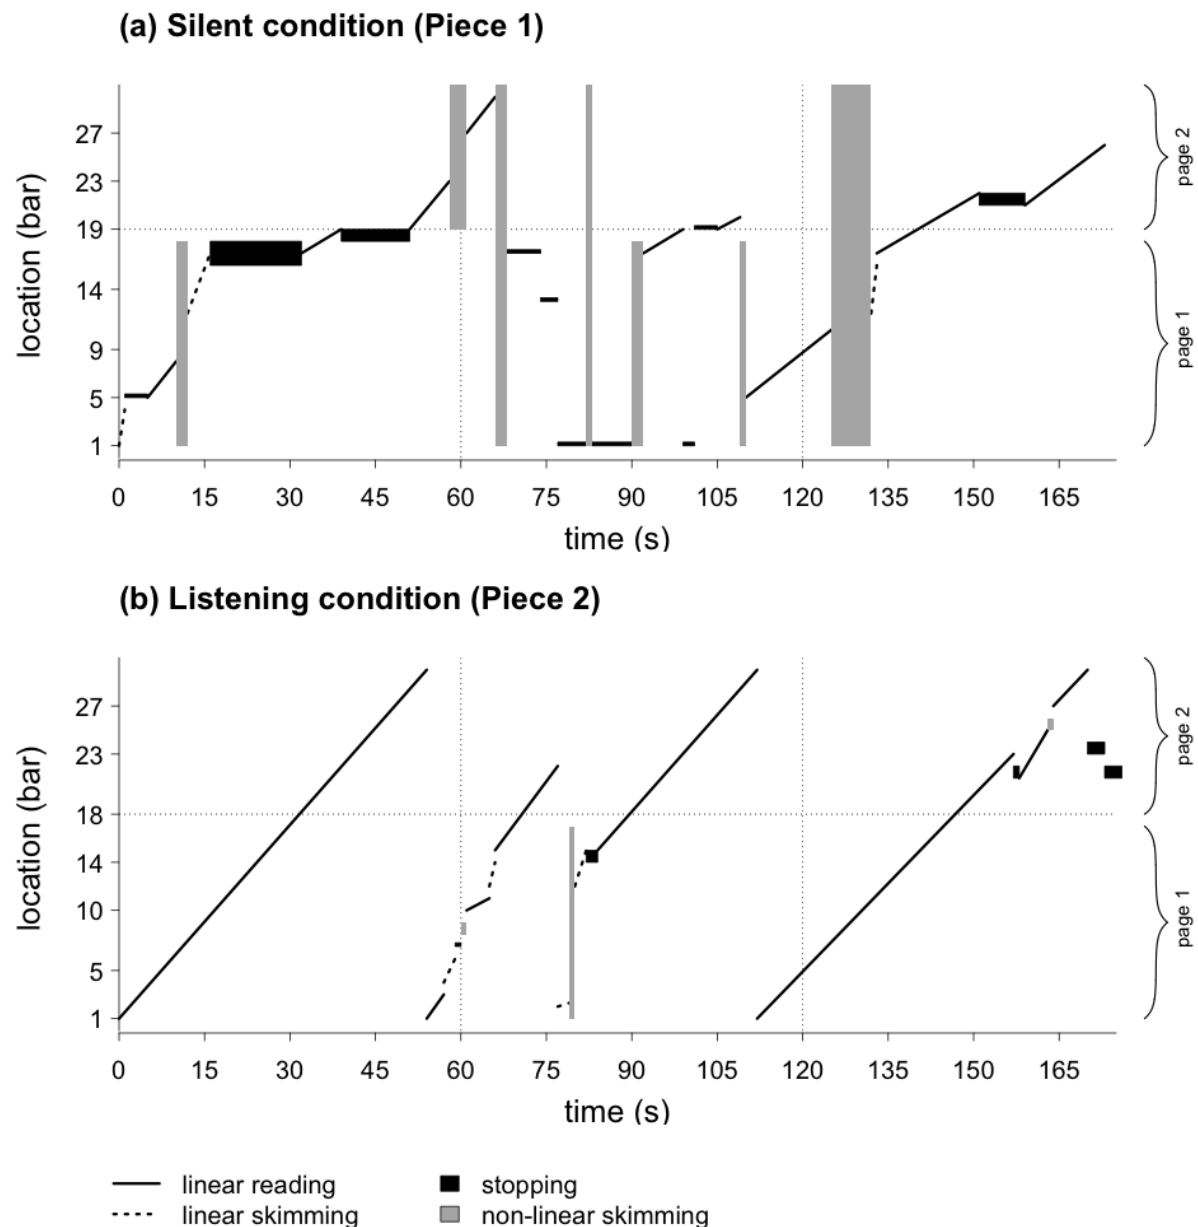 (a) Silent condition (Piece 1)
27
23
19
14
9
5
1
location (bar)
page 2
page 1
0 15 30 45 60 75 90 105 120 135 150 165
time (s)
(b) Listening condition (Piece 2)
27
23
18
14
10
5
1
location (bar)
page 2
page 1
0 15 30 45 60 75 90 105 120 135 150 165
time (s)
linear reading stopping
linear skimming non-linear skimming